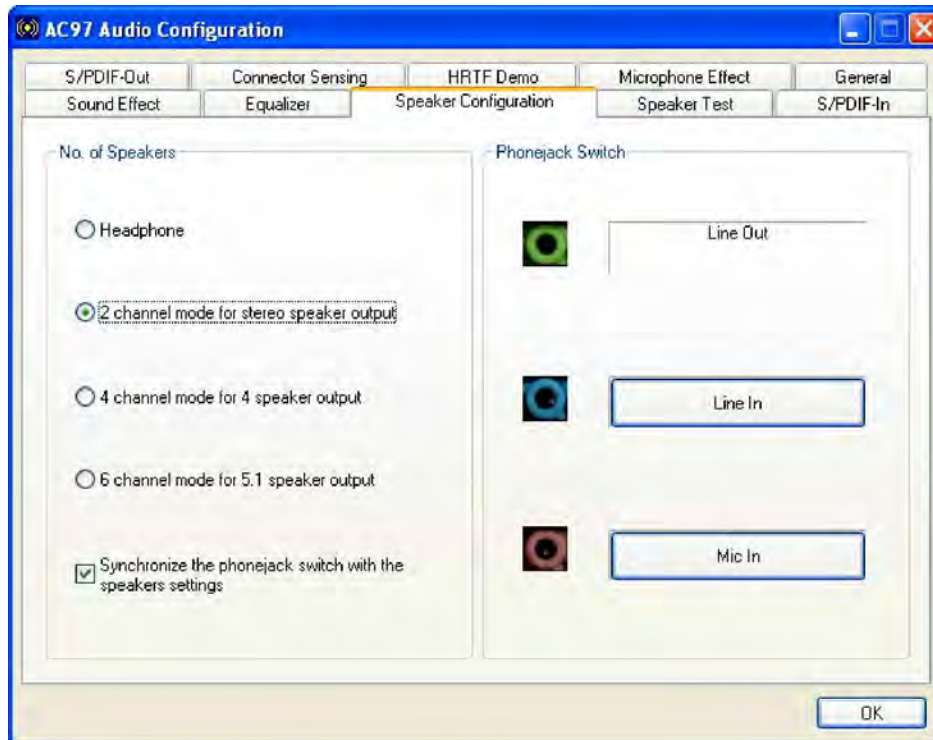 AC97 Audio Configuration
S/PDIF-Out
Connector Sensing
HRTF Demo
Microphone Effect
General
Sound Effect
Equalizer
Speaker Configuration
Speaker Test
S/PDIF-In
No. of Speakers
Headphone
2 channel mode for stereo speaker output
4 channel mode for 4 speaker output
6 channel mode for 5.1 speaker output
Synchronize the phonejack switch with the
speakers settings
Phonejack Switch
Line Out
Line In
Mic In
OK